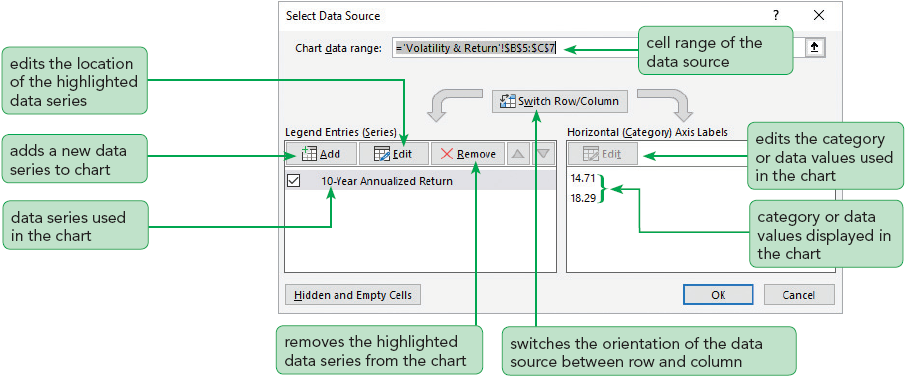 Select Data Source
?
×
Chart data range:
='Volatility & Return'!$B$5:$C$7
cell range of the
data source
edits the location
of the highlighted
data series
Switch Row/Column
Legend Entries (Series)
Horizontal (Category) Axis Labels
adds a new data
series to chart
Add
Edit
Remove
Edit
edits the category
or data values used
in the chart
10-Year Annualized Return
14.71
18.29
data series used
in the chart
category or data
values displayed in
the chart
Hidden and Empty Cells
OK
Cancel
removes the highlighted
data series from the chart
switches the orientation of the data
source between row and column